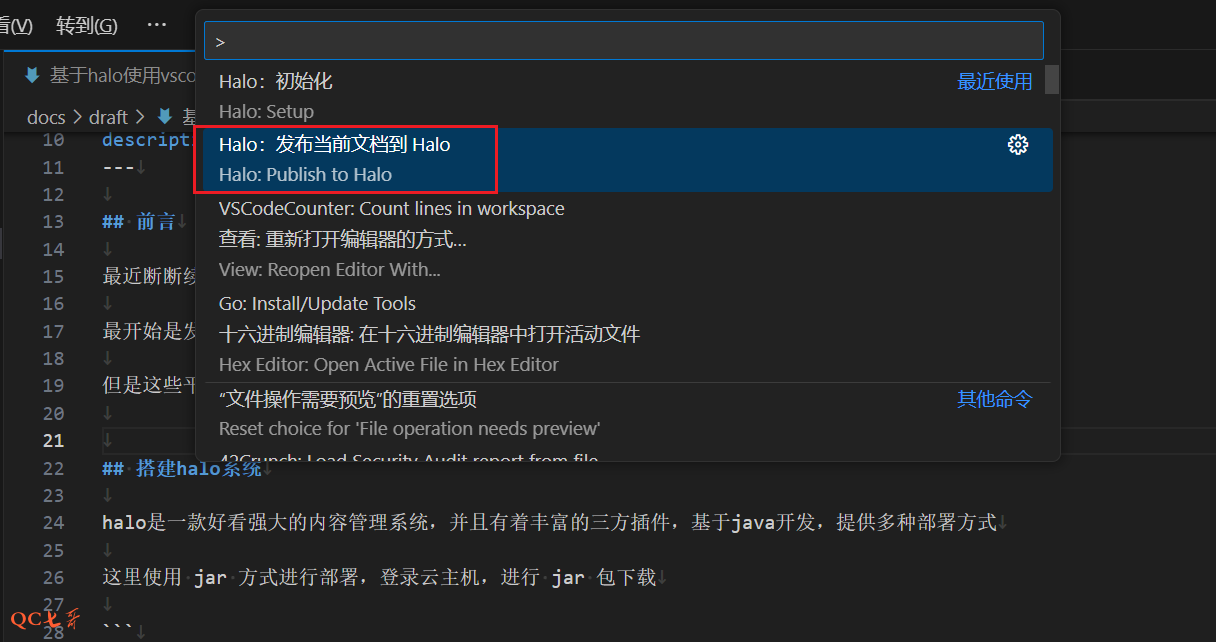 看(V) 转到(G) ···
>
基于halo使用vsco
Halo：初始化 最近使用
Halo: Setup
docs > draft > 基
Halo：发布当前文档到 Halo
Halo: Publish to Halo
VSCodeCounter: Count lines in workspace
查看: 重新打开编辑器的方式...
View: Reopen Editor With...
Go: Install/Update Tools
十六进制编辑器: 在十六进制编辑器中打开活动文件
Hex Editor: Open Active File in Hex Editor
“文件操作需要预览”的重置选项 其他命令
Reset choice for 'File operation needs preview'
42Crunch: Load Security Audit report from file
10 descript
11 ---↓
12 ↓
13 ## 前言↓
14 ↓
15 最近断断续
16 ↓
17 最开始是发
18 ↓
19 但是这些平
20 ↓
21 ↓
22 ## 搭建halo系统↓
23 ↓
24 halo是一款好看强大的内容管理系统，并且有着丰富的三方插件，基于java开发，提供多种部署方式↓
25 ↓
26 这里使用·jar·方式进行部署，登录云主机，进行·jar·包下载↓
27 ↓
28 ```↓
QC七哥